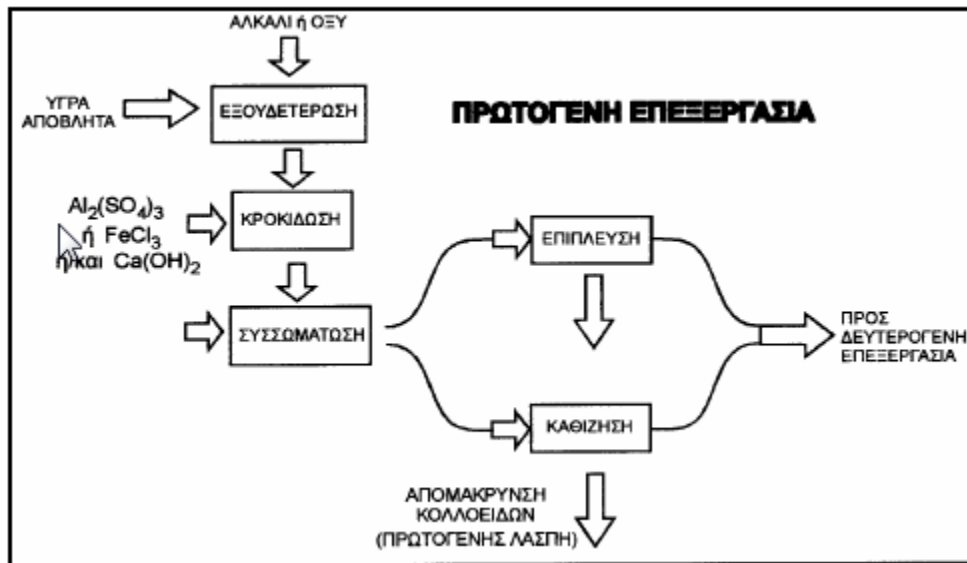 ΑΛΚΑΛΙ ή ΟΞΥ
ΥΓΡΑ
ΑΠΟΒΛΗΤΑ
ΕΞΟΥΔΕΤΕΡΩΣΗ
ΠΡΩΤΟΓΕΝΗ ΕΠΕΞΕΡΓΑΣΙΑ
Al₂(SO₄)₃
ή FeCl₃
ή και Ca(OH)₂
ΚΡΟΚΙΔΩΣΗ
ΕΠΙΠΛΕΥΣΗ
ΣΥΣΣΩΜΑΤΩΣΗ
ΠΡΟΣ
ΔΕΥΤΕΡΟΓΕΝΗ
ΕΠΕΞΕΡΓΑΣΙΑ
ΚΑΘΙΖΗΣΗ
ΑΠΟΜΑΚΡΥΝΣΗ
ΚΟΛΛΟΕΙΔΩΝ
(ΠΡΩΤΟΓΕΝΗΣ ΛΑΣΠΗ)